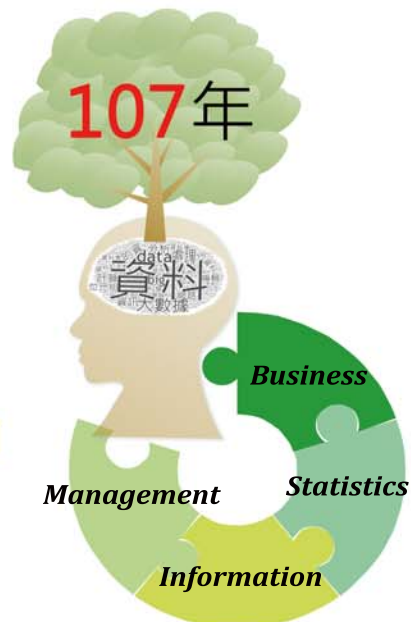 107年
data
資料
大數據
Business
Statistics
Management
Information